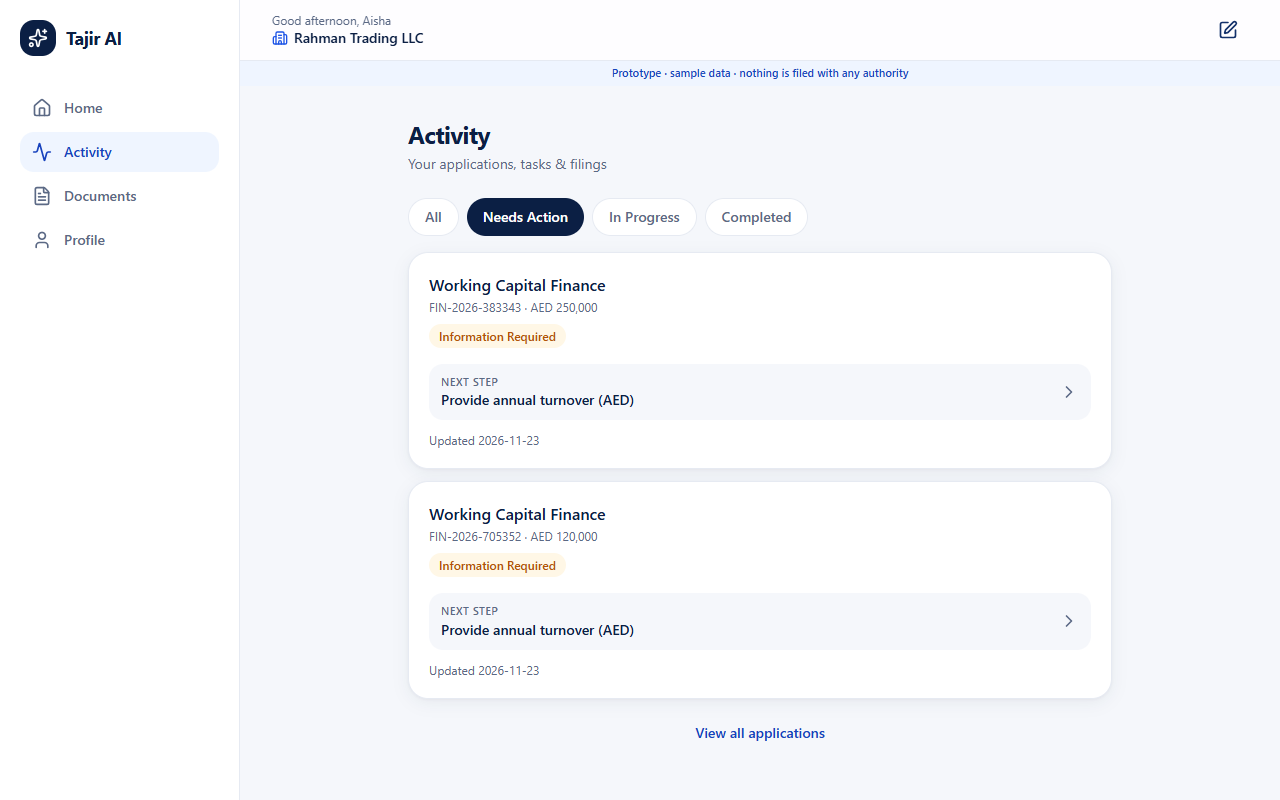 Tajir AI
Home
Activity
Documents
Profile
Good afternoon, Aisha
Rahman Trading LLC
Prototype · sample data · nothing is filed with any authority
Activity
Your applications, tasks & filings
All
Needs Action
In Progress
Completed
Working Capital Finance
FIN-2026-383343 · AED 250,000
Information Required
NEXT STEP
Provide annual turnover (AED)
Updated 2026-11-23
Working Capital Finance
FIN-2026-705352 · AED 120,000
Information Required
NEXT STEP
Provide annual turnover (AED)
Updated 2026-11-23
View all applications